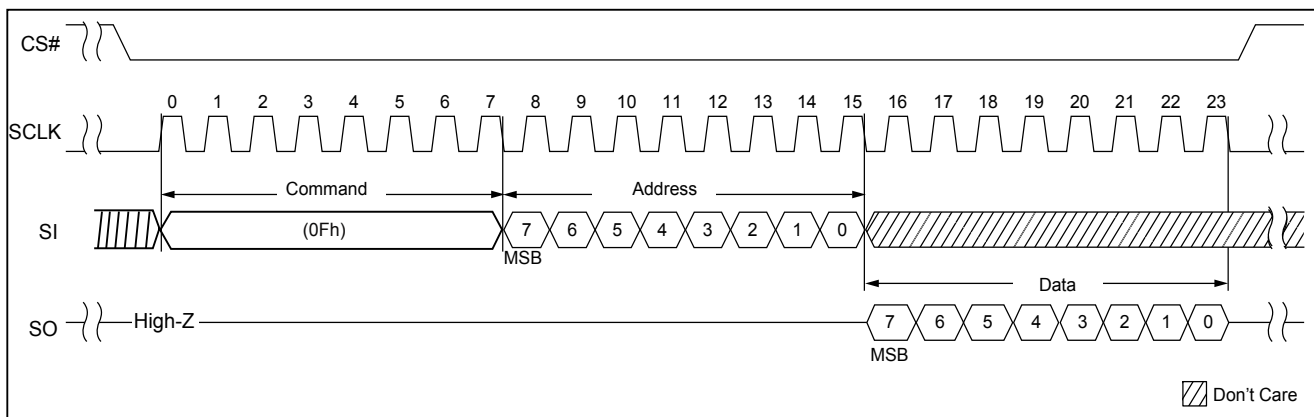 CS#
0 1 2 3 4 5 6 7 8 9 10 11 12 13 14 15 16 17 18 19 20 21 22 23
SCLK
Command Address
SI (0Fh) 7 6 5 4 3 2 1 0
MSB
Data
SO High-Z 7 6 5 4 3 2 1 0
MSB
Don't Care